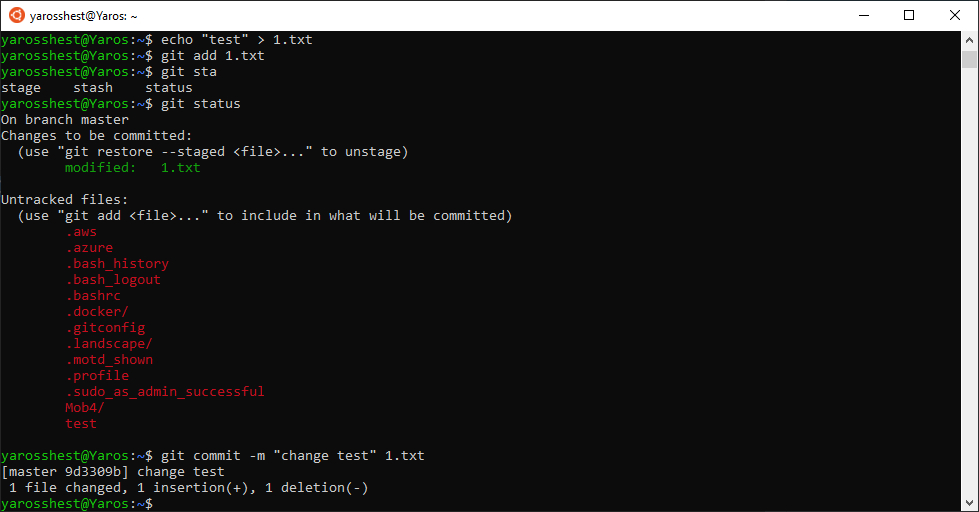 yarosshest@Yaros: ~
yarosshest@Yaros:~$ echo "test" > 1.txt
yarosshest@Yaros:~$ git add 1.txt
yarosshest@Yaros:~$ git sta
stage    stash    status
yarosshest@Yaros:~$ git status
On branch master
Changes to be committed:
  (use "git restore --staged <file>..." to unstage)
        modified:   1.txt

Untracked files:
  (use "git add <file>..." to include in what will be committed)
        .aws
        .azure
        .bash_history
        .bash_logout
        .bashrc
        .docker/
        .gitconfig
        .landscape/
        .motd_shown
        .profile
        .sudo_as_admin_successful
        Mob4/
        test

yarosshest@Yaros:~$ git commit -m "change test" 1.txt
[master 9d3309b] change test
 1 file changed, 1 insertion(+), 1 deletion(-)
yarosshest@Yaros:~$